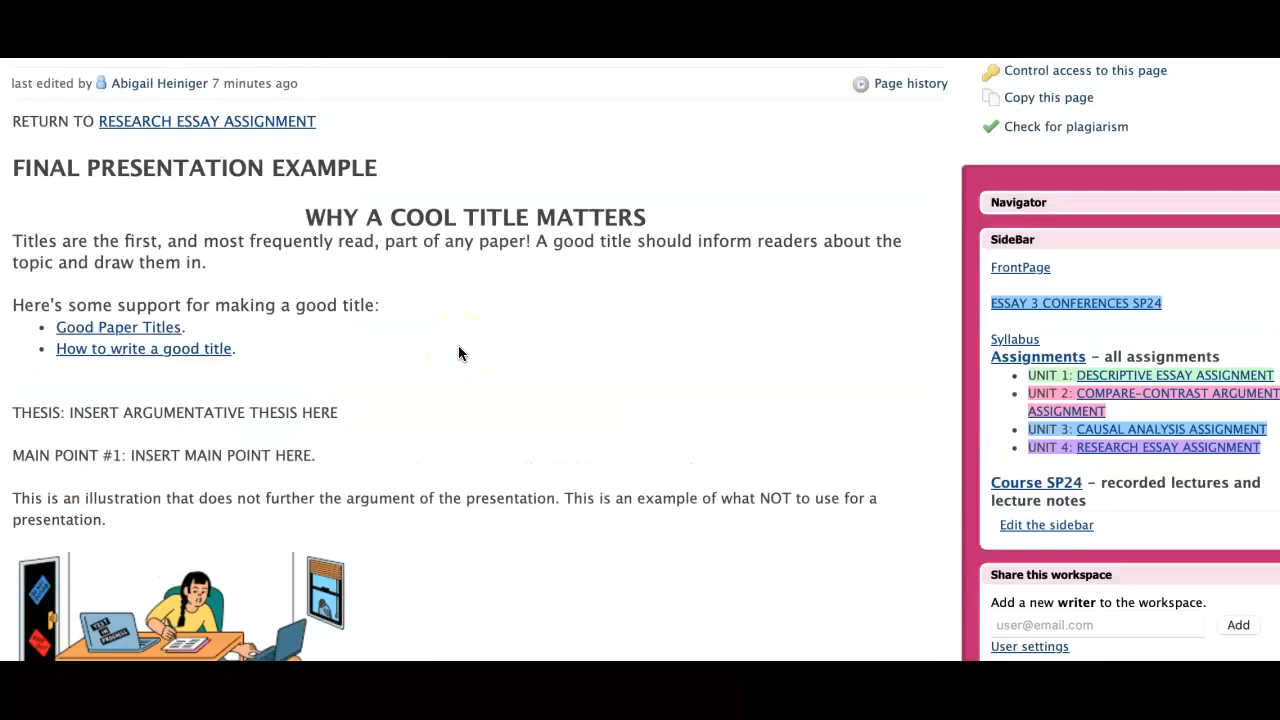 last edited by Abigail Heiniger 7 minutes ago
Page history
RETURN TO RESEARCH ESSAY ASSIGNMENT
FINAL PRESENTATION EXAMPLE
WHY A COOL TITLE MATTERS
Titles are the first, and most frequently read, part of any paper! A good title should inform readers about the
topic and draw them in.
Here's some support for making a good title:
• Good Paper Titles.
• How to write a good title.
THESIS: INSERT ARGUMENTATIVE THESIS HERE
MAIN POINT #1: INSERT MAIN POINT HERE.
This is an illustration that does not further the argument of the presentation. This is an example of what NOT to use for a
presentation.
TEST IN PROGRESS
Control access to this page
Copy this page
Check for plagiarism
Navigator
SideBar
FrontPage
ESSAY 3 CONFERENCES SP24
Syllabus
Assignments – all assignments
• UNIT 1: DESCRIPTIVE ESSAY ASSIGNMENT
• UNIT 2: COMPARE-CONTRAST ARGUMENT
ASSIGNMENT
• UNIT 3: CAUSAL ANALYSIS ASSIGNMENT
• UNIT 4: RESEARCH ESSAY ASSIGNMENT
Course SP24 – recorded lectures and
lecture notes
Edit the sidebar
Share this workspace
Add a new writer to the workspace.
user@email.com
Add
User settings